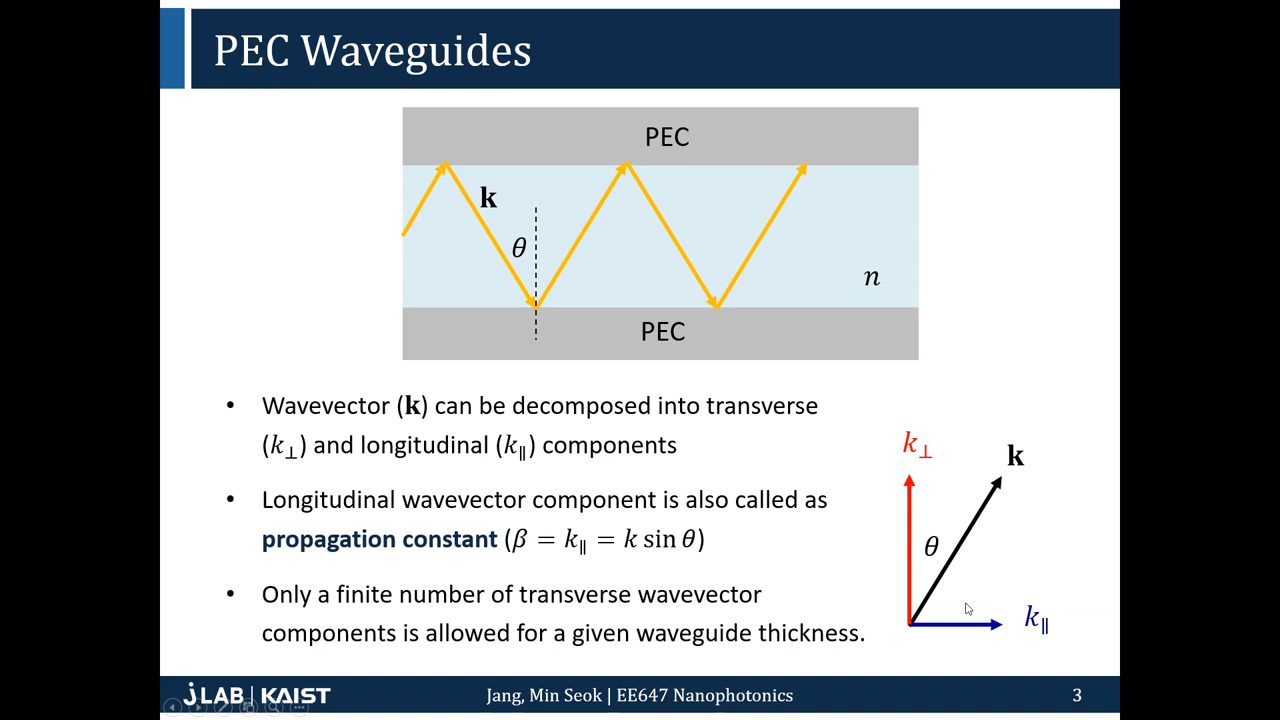 PEC Waveguides
PEC
k
θ
n
PEC
• Wavevector (k) can be decomposed into transverse
(k⊥) and longitudinal (k∥) components
• Longitudinal wavevector component is also called as
propagation constant (β = k∥ = k sin θ)
• Only a finite number of transverse wavevector
components is allowed for a given waveguide thickness.
k⊥
k
θ
k∥
jLAB | KAIST
Jang, Min Seok | EE647 Nanophotonics
3